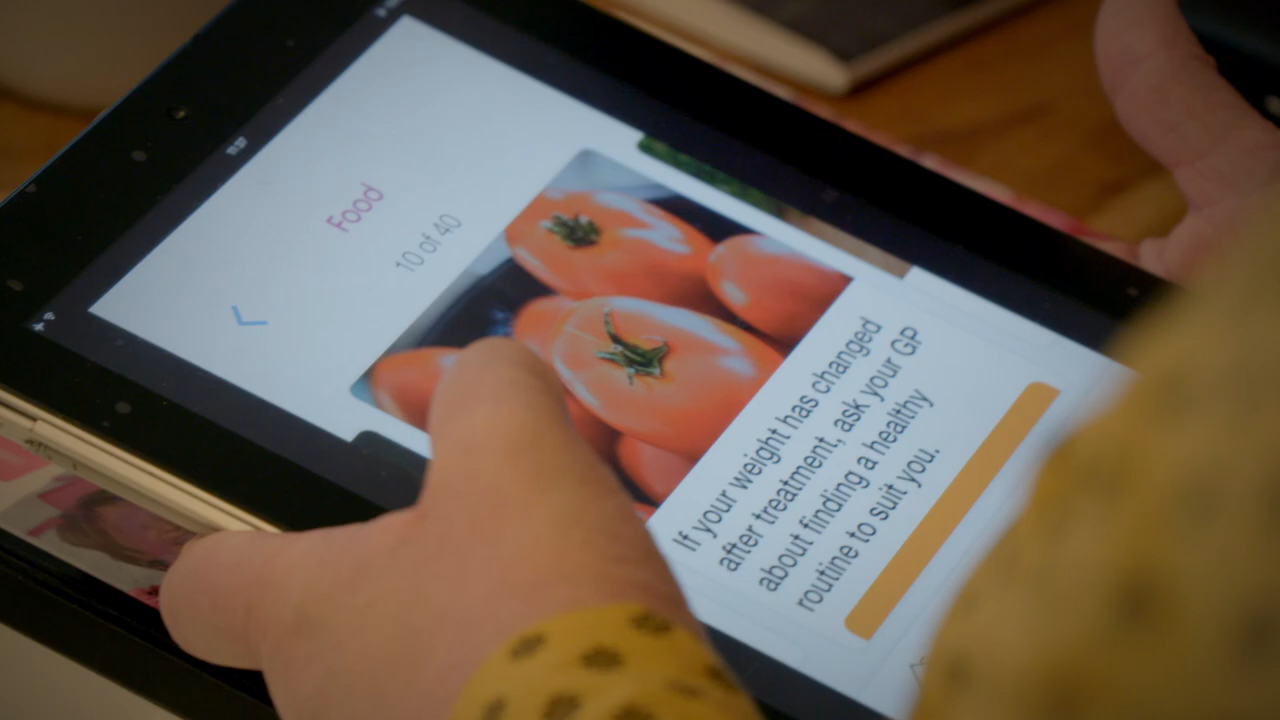 Food
10 of 40
If your weight has changed
after treatment, ask your GP
about finding a healthy
routine to suit you.